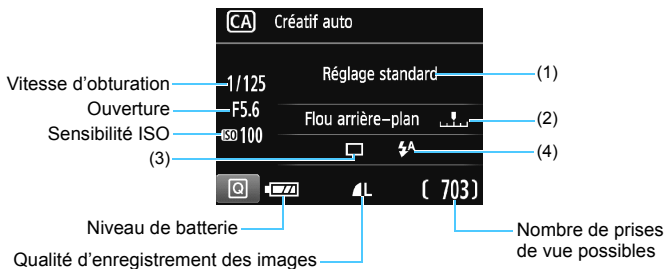 CA Créatif auto
Vitesse d'obturation 1/125 Réglage standard (1)
Ouverture F5.6 Flou arrière-plan (2)
Sensibilité ISO ISO 100
(3) (4)
Q L ( 703)
Niveau de batterie
Qualité d'enregistrement des images
Nombre de prises
de vue possibles